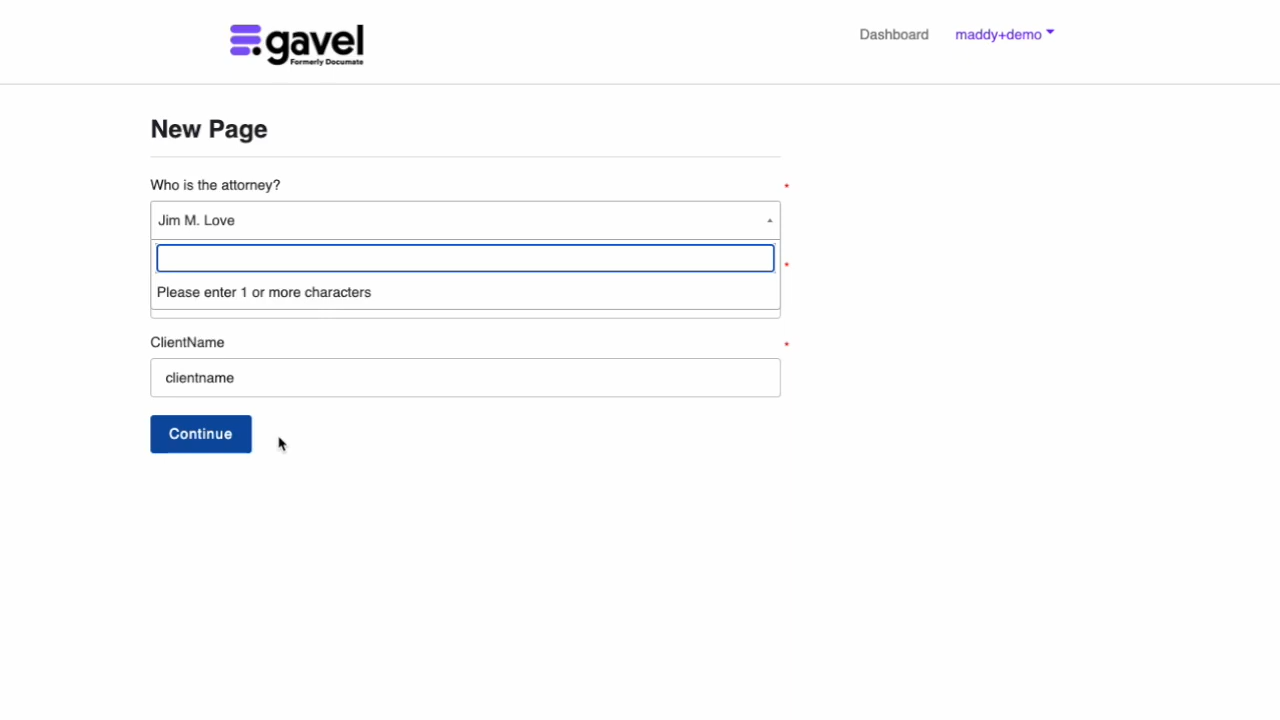 gavel
Formerly Documate
Dashboard
maddy+demo
New Page
Who is the attorney?
*
Jim M. Love
*
Please enter 1 or more characters
ClientName
*
clientname
Continue